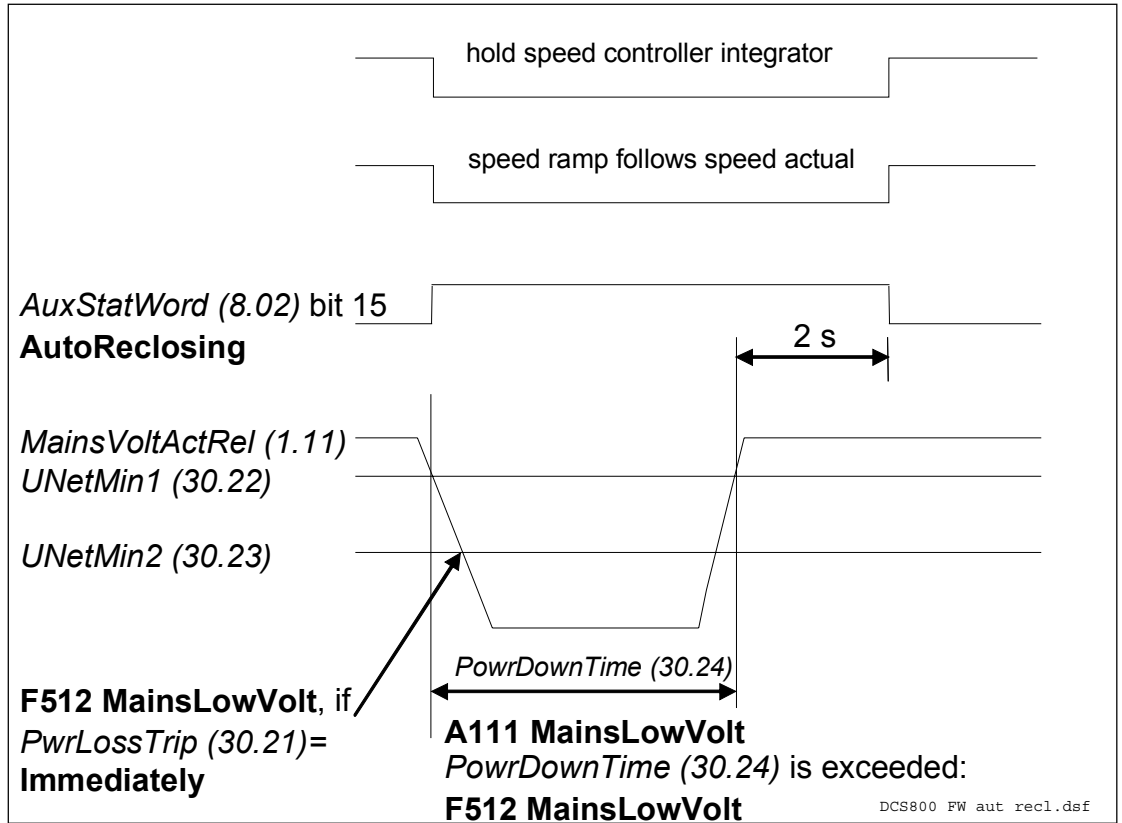 hold speed controller integrator
speed ramp follows speed actual
AuxStatWord (8.02) bit 15
AutoReclosing
2 s
MainsVoltActRel (1.11)
UNetMin1 (30.22)
UNetMin2 (30.23)
PowrDownTime (30.24)
F512 MainsLowVolt, if
PwrLossTrip (30.21)=
Immediately
A111 MainsLowVolt
PowrDownTime (30.24) is exceeded:
F512 MainsLowVolt
DCS800 FW aut recl.dsf